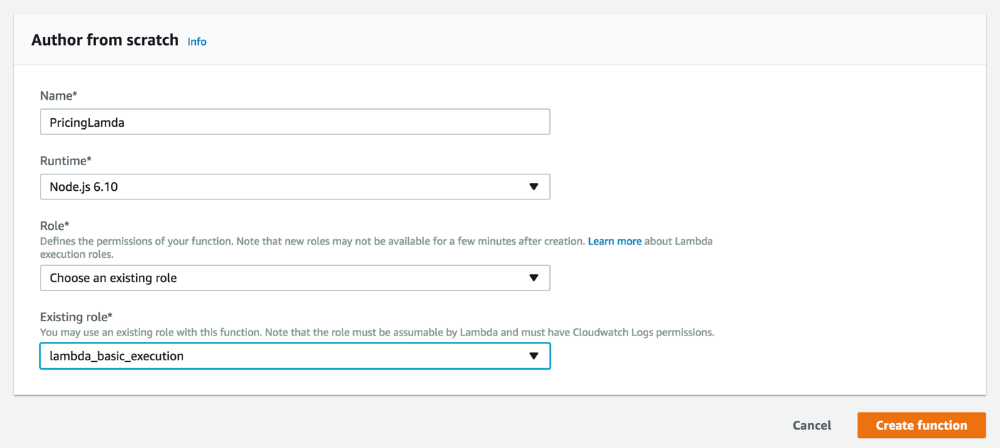 Author from scratch Info
Name*
PricingLamda
Runtime*
Node.js 6.10
Role*
Defines the permissions of your function. Note that new roles may not be available for a few minutes after creation. Learn more about Lambda
execution roles.
Choose an existing role
Existing role*
You may use an existing role with this function. Note that the role must be assumable by Lambda and must have Cloudwatch Logs permissions.
lambda_basic_execution
Cancel Create function